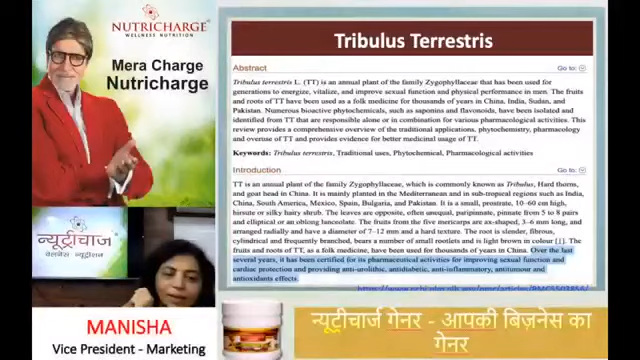 NUTRICHARGE
WELLNESS NUTRITION
Mera Charge
Nutricharge
न्यूट्रीचार्ज
वेलनेस - न्यूट्रिशन
MANISHA
Vice President - Marketing
Tribulus Terrestris
Abstract
Go to:
Tribulus terrestris L. (TT) is an annual plant of the family Zygophyllaceae that has been used for
generations to energize, vitalize, and improve sexual function and physical performance in men. The fruits
and roots of TT have been used as a folk medicine for thousands of years in China, India, Sudan, and
Pakistan. Numerous bioactive phytochemicals, such as saponins and flavonoids, have been isolated and
identified from TT that are responsible alone or in combination for various pharmacological activities. This
review provides a comprehensive overview of the traditional applications, phytochemistry, pharmacology
and overuse of TT and provides evidence for better medicinal usage of TT.
Keywords: Tribulus terrestris, Traditional uses, Phytochemical, Pharmacological activities
Introduction
Go to:
TT is an annual plant of the family Zygophyllaceae, which is commonly known as Tribulus, Hard thorns,
and goat head in China. It is mainly planted in the Mediterranean and in sub-tropical regions such as India,
China, South America, Mexico, Spain, Bulgaria, and Pakistan. It is a small, prostrate, 10–60 cm high,
hirsute or silky hairy shrub. The leaves are opposite, often unequal, paripinnate, pinnate from 5 to 8 pairs
and elliptical or an oblong lanceolate. The fruits from the five mericarps are ax-shaped, 3–6 mm long, and
arranged radially and have a diameter of 7–12 mm and a hard texture. The root is slender, fibrous,
cylindrical and frequently branched, bears a number of small rootlets and is light brown in colour [1]. The
fruits and roots of TT, as a folk medicine, have been used for thousands of years in China. Over the last
several years, it has been certified for its pharmaceutical activities for improving sexual function and
cardiac protection and providing anti-urolithic, antidiabetic, anti-inflammatory, antitumour and
antioxidants effects.
न्यूट्रीचार्ज गेनर - आपकी बिज़नेस का
गेनर